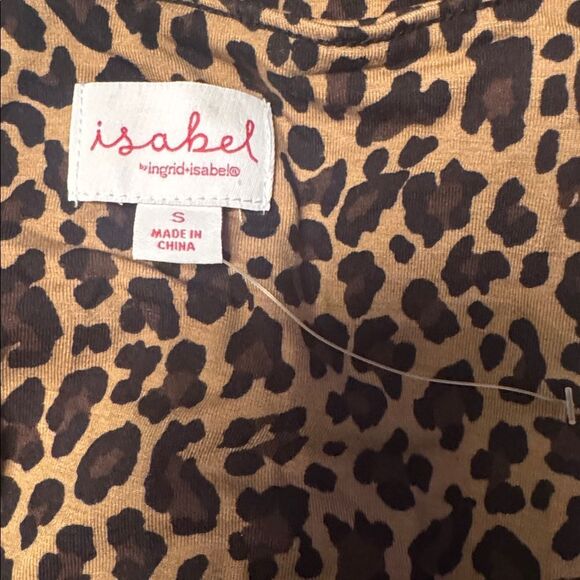 isabel
by ingrid+isabel®
S
MADE IN
CHINA